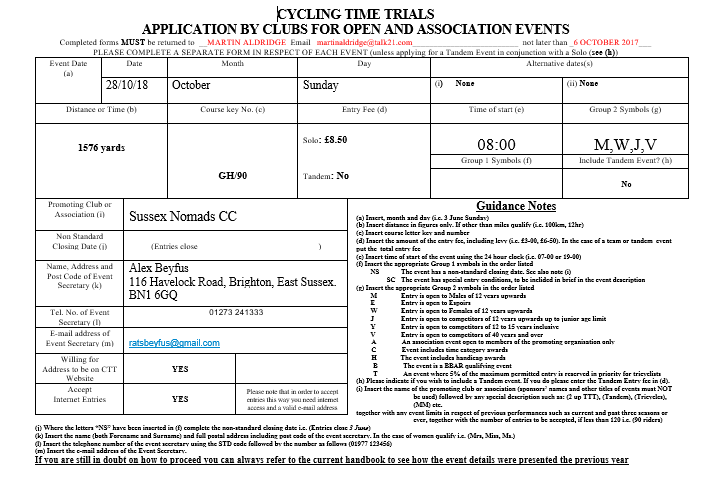 CYCLING TIME TRIALS
APPLICATION BY CLUBS FOR OPEN AND ASSOCIATION EVENTS
Completed forms MUST be returned to __MARTIN ALDRIDGE Email martinaldridge@talk21.com____ not later than _6 OCTOBER 2017___
PLEASE COMPLETE A SEPARATE FORM IN RESPECT OF EACH EVENT (unless applying for a Tandem Event in conjunction with a Solo (see (h))
Event Date (a) Date Month Day Alternative dates(s)
28/10/18 October Sunday (i) None (ii) None
Distance or Time (b) Course key No. (c) Entry Fee (d) Time of start (e) Group 2 Symbols (g)
1576 yards GH/90 Solo: £8.50 08:00 M,W,J,V
Group 1 Symbols (f) Include Tandem Event? (h)
Tandem: No No
Promoting Club or Association (i) Sussex Nomads CC
Non Standard Closing Date (j) (Entries close )
Name, Address and Post Code of Event Secretary (k)
Alex Beyfus
116 Havelock Road, Brighton, East Sussex.
BN1 6GQ
Tel. No. of Event Secretary (l) 01273 241333
E-mail address of Event Secretary (m) ratsbeyfus@gmail.com
Willing for Address to be on CTT Website YES
Accept Internet Entries YES Please note that in order to accept entries this way you need internet access and a valid e-mail address
Guidance Notes
(a) Insert, month and day (i.e. 3 June Sunday)
(b) Insert distance in figures only. If other than miles qualify (i.e. 100km, 12hr)
(c) Insert course letter key and number
(d) Insert the amount of the entry fee, including levy (i.e. £3-00, £6-50). In the case of a team or tandem event
put the total entry fee
(e) Insert time of start of the event using the 24 hour clock (i.e. 07-00 or 19-00)
(f) Insert the appropriate Group 1 symbols in the order listed
NS The event has a non-standard closing date. See also note (i)
SC The event has special entry conditions, to be included in brief in the event description
(g) Insert the appropriate Group 2 symbols in the order listed
M Entry is open to Males of 12 years upwards
E Entry is open to Espoirs
W Entry is open to Females of 12 years upwards
J Entry is open to competitors of 12 years upwards up to junior age limit
Y Entry is open to competitors of 12 to 15 years inclusive
V Entry is open to competitors of 40 years and over
A An association event open to members of the promoting organisation only
C Event includes time category awards
H The event includes handicap awards
B The event is a BBAR qualifying event
T An event where 5% of the maximum permitted entry is reserved in priority for trievelists
(h) Please indicate if you wish to include a Tandem event. If you do please enter the Tandem Entry fee in (d).
(i) Insert the name of the promoting club or association (sponsors' names and other titles of events must NOT
be used) followed by any special description such as: (2 up TTT), (Tandem), (Trievcles),
(MM) etc.
together with any event limits in respect of previous performances such as current and past three seasons or
ever, together with the number of entries to be accepted, if less than 120 i.e. (90 riders)
(j) Where the letters "NS" have been inserted in (f) complete the non-standard closing date i.e. (Entries close 3 June)
(k) Insert the name (both Forename and Surname) and full postal address including post code of the event secretary. In the case of women qualify i.e. (Mrs, Miss, Ms.)
(l) Insert the telephone number of the event secretary using the STD code followed by the number as follows (01977 123456)
(m) Insert the e-mail address of the Event Secretary.
If you are still in doubt on how to proceed you can always refer to the current handbook to see how the event details were presented the previous year